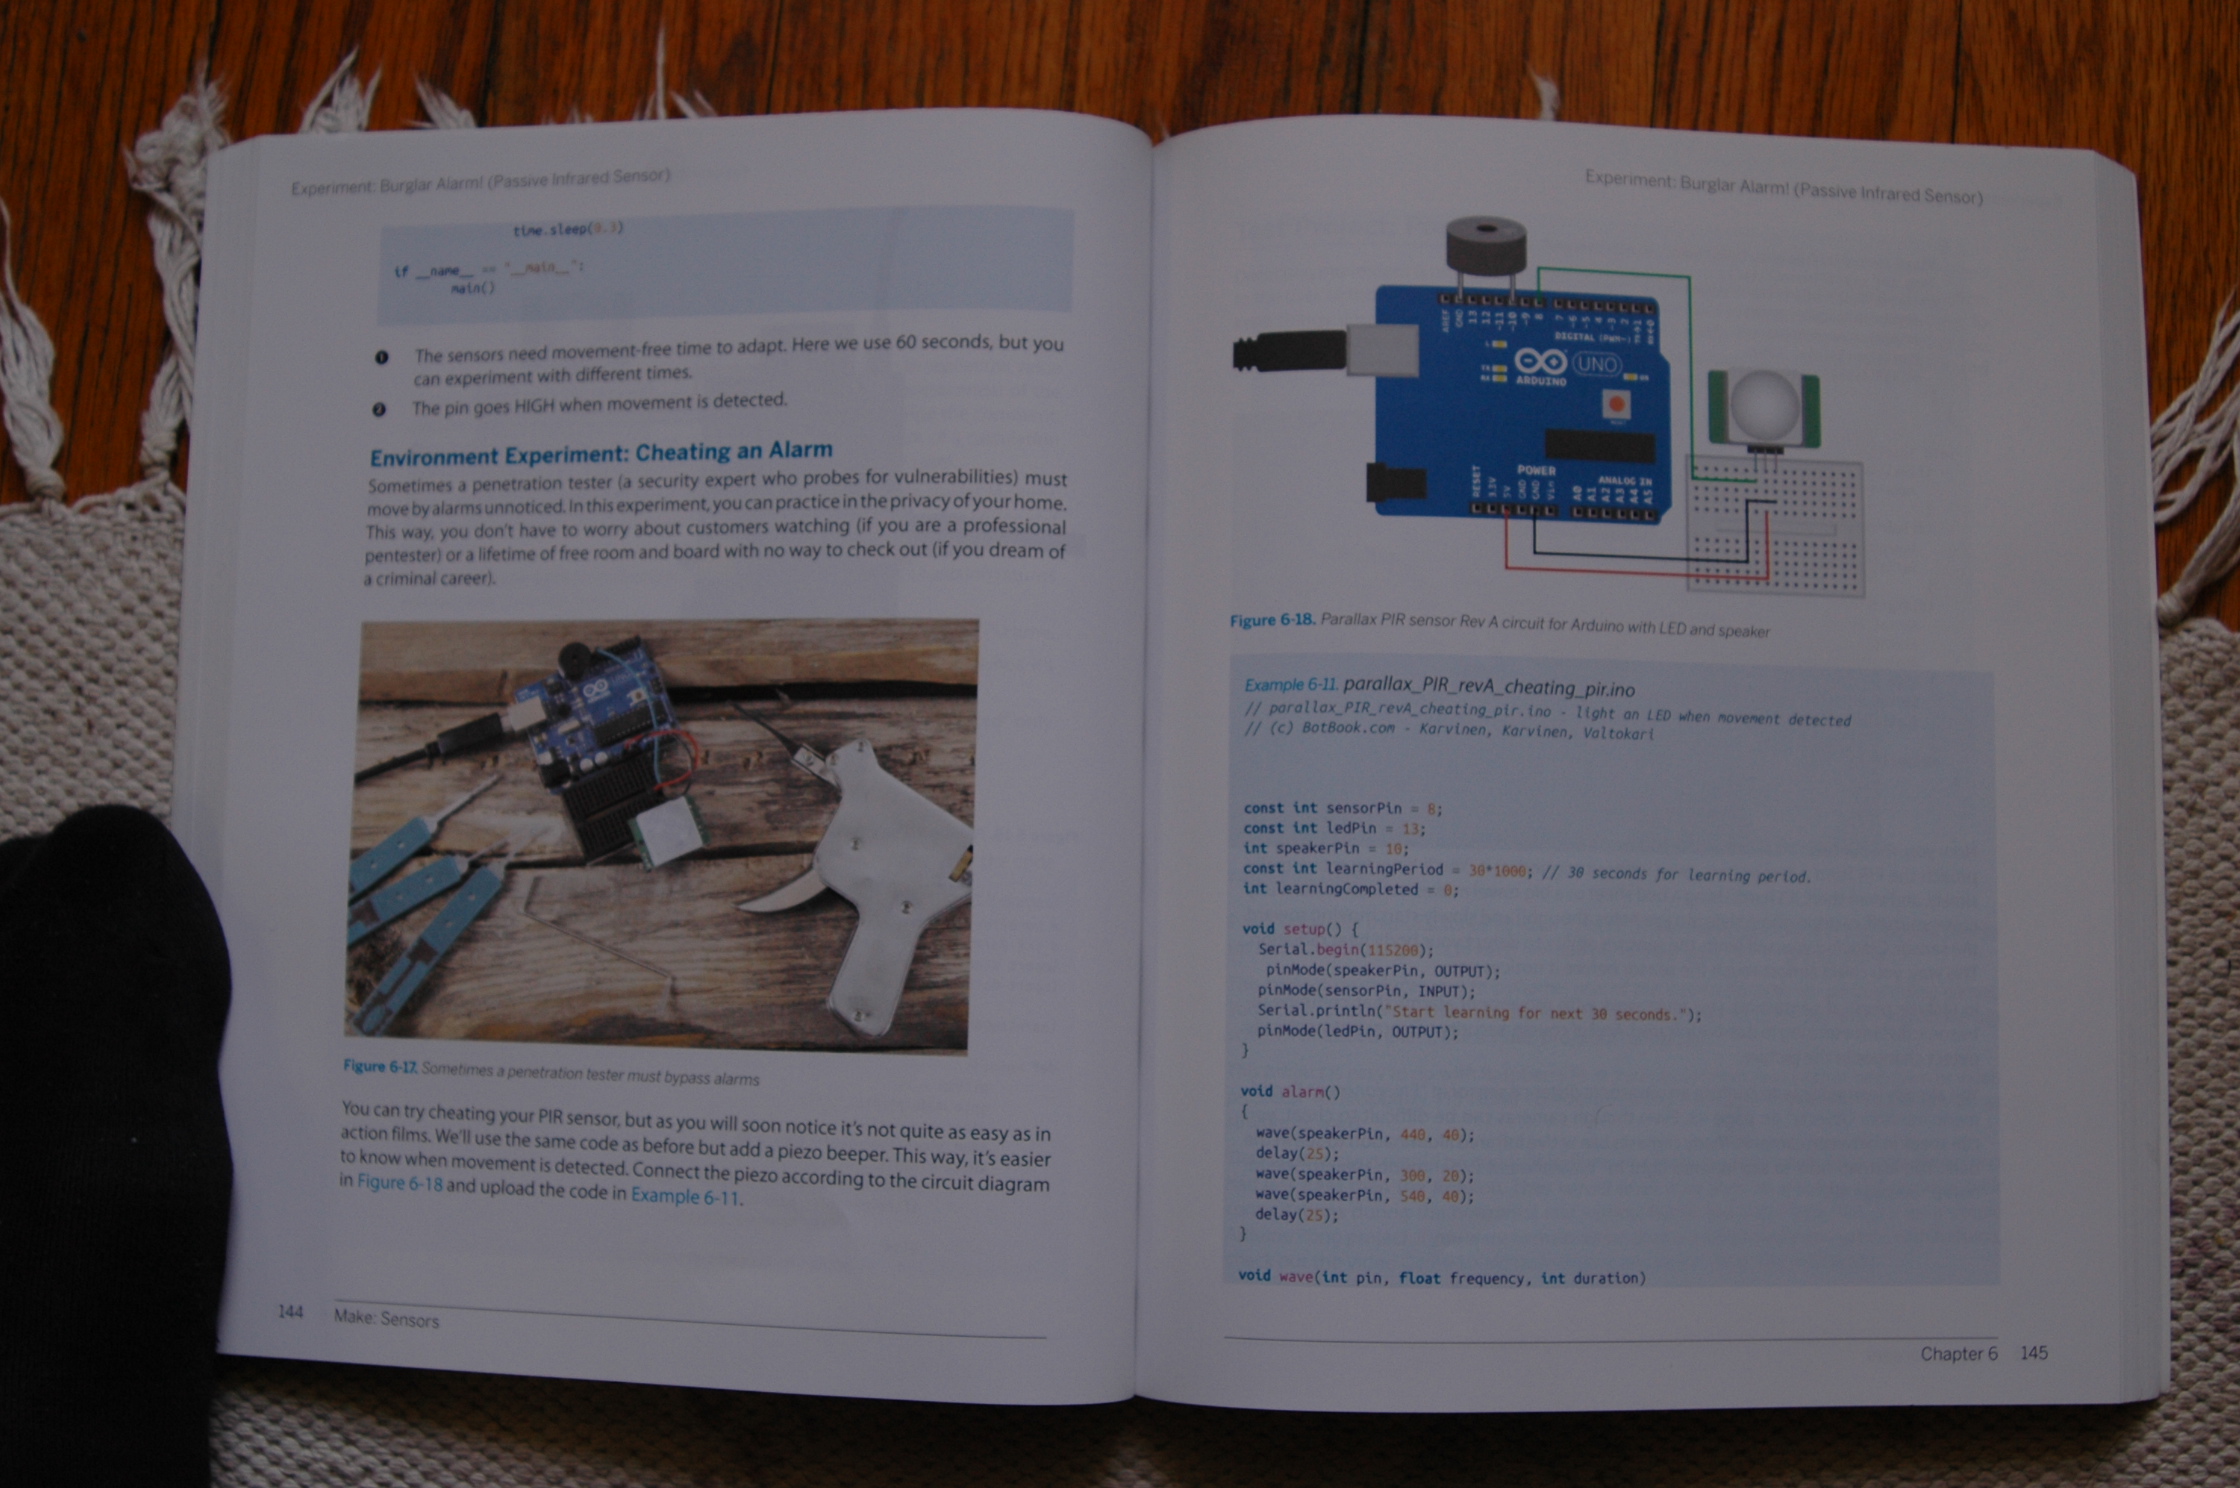 Experiment: Burglar Alarm! (Passive Infrared Sensor)
time.sleep(0.3)
if __name__ == "__main__":
main()
❶ The sensors need movement-free time to adapt. Here we use 60 seconds, but you
can experiment with different times.
❷ The pin goes HIGH when movement is detected.
Environment Experiment: Cheating an Alarm
Sometimes a penetration tester (a security expert who probes for vulnerabilities) must
move by alarms unnoticed. In this experiment, you can practice in the privacy of your home.
This way, you don't have to worry about customers watching (if you are a professional
pentester) or a lifetime of free room and board with no way to check out (if you dream of
a criminal career).
Figure 6-17. Sometimes a penetration tester must bypass alarms
You can try cheating your PIR sensor, but as you will soon notice it's not quite as easy as in
action films. We'll use the same code as before but add a piezo beeper. This way, it's easier
to know when movement is detected. Connect the piezo according to the circuit diagram
in Figure 6-18 and upload the code in Example 6-11.
144 Make: Sensors
Experiment: Burglar Alarm! (Passive Infrared Sensor)
AREF
GND
13
12
~11
~10
~9
8
DIGITAL (PWM~)
UNO
ARDUINO
POWER
ANALOG IN
RESET
3.3V
5V
GND
GND
Vin
A0
A1
A2
A3
A4
A5
Figure 6-18. Parallax PIR sensor Rev A circuit for Arduino with LED and speaker
Example 6-11. parallax_PIR_revA_cheating_pir.ino
// parallax_PIR_revA_cheating_pir.ino - light an LED when movement detected
// (c) BotBook.com - Karvinen, Karvinen, Valtokari
const int sensorPin = 8;
const int ledPin = 13;
int speakerPin = 10;
const int learningPeriod = 30*1000; // 30 seconds for learning period.
int learningCompleted = 0;
void setup() {
Serial.begin(115200);
pinMode(speakerPin, OUTPUT);
pinMode(sensorPin, INPUT);
Serial.println("Start learning for next 30 seconds.");
pinMode(ledPin, OUTPUT);
}
void alarm()
{
wave(speakerPin, 440, 40);
delay(25);
wave(speakerPin, 300, 20);
wave(speakerPin, 540, 40);
delay(25);
}
void wave(int pin, float frequency, int duration)
Chapter 6 145